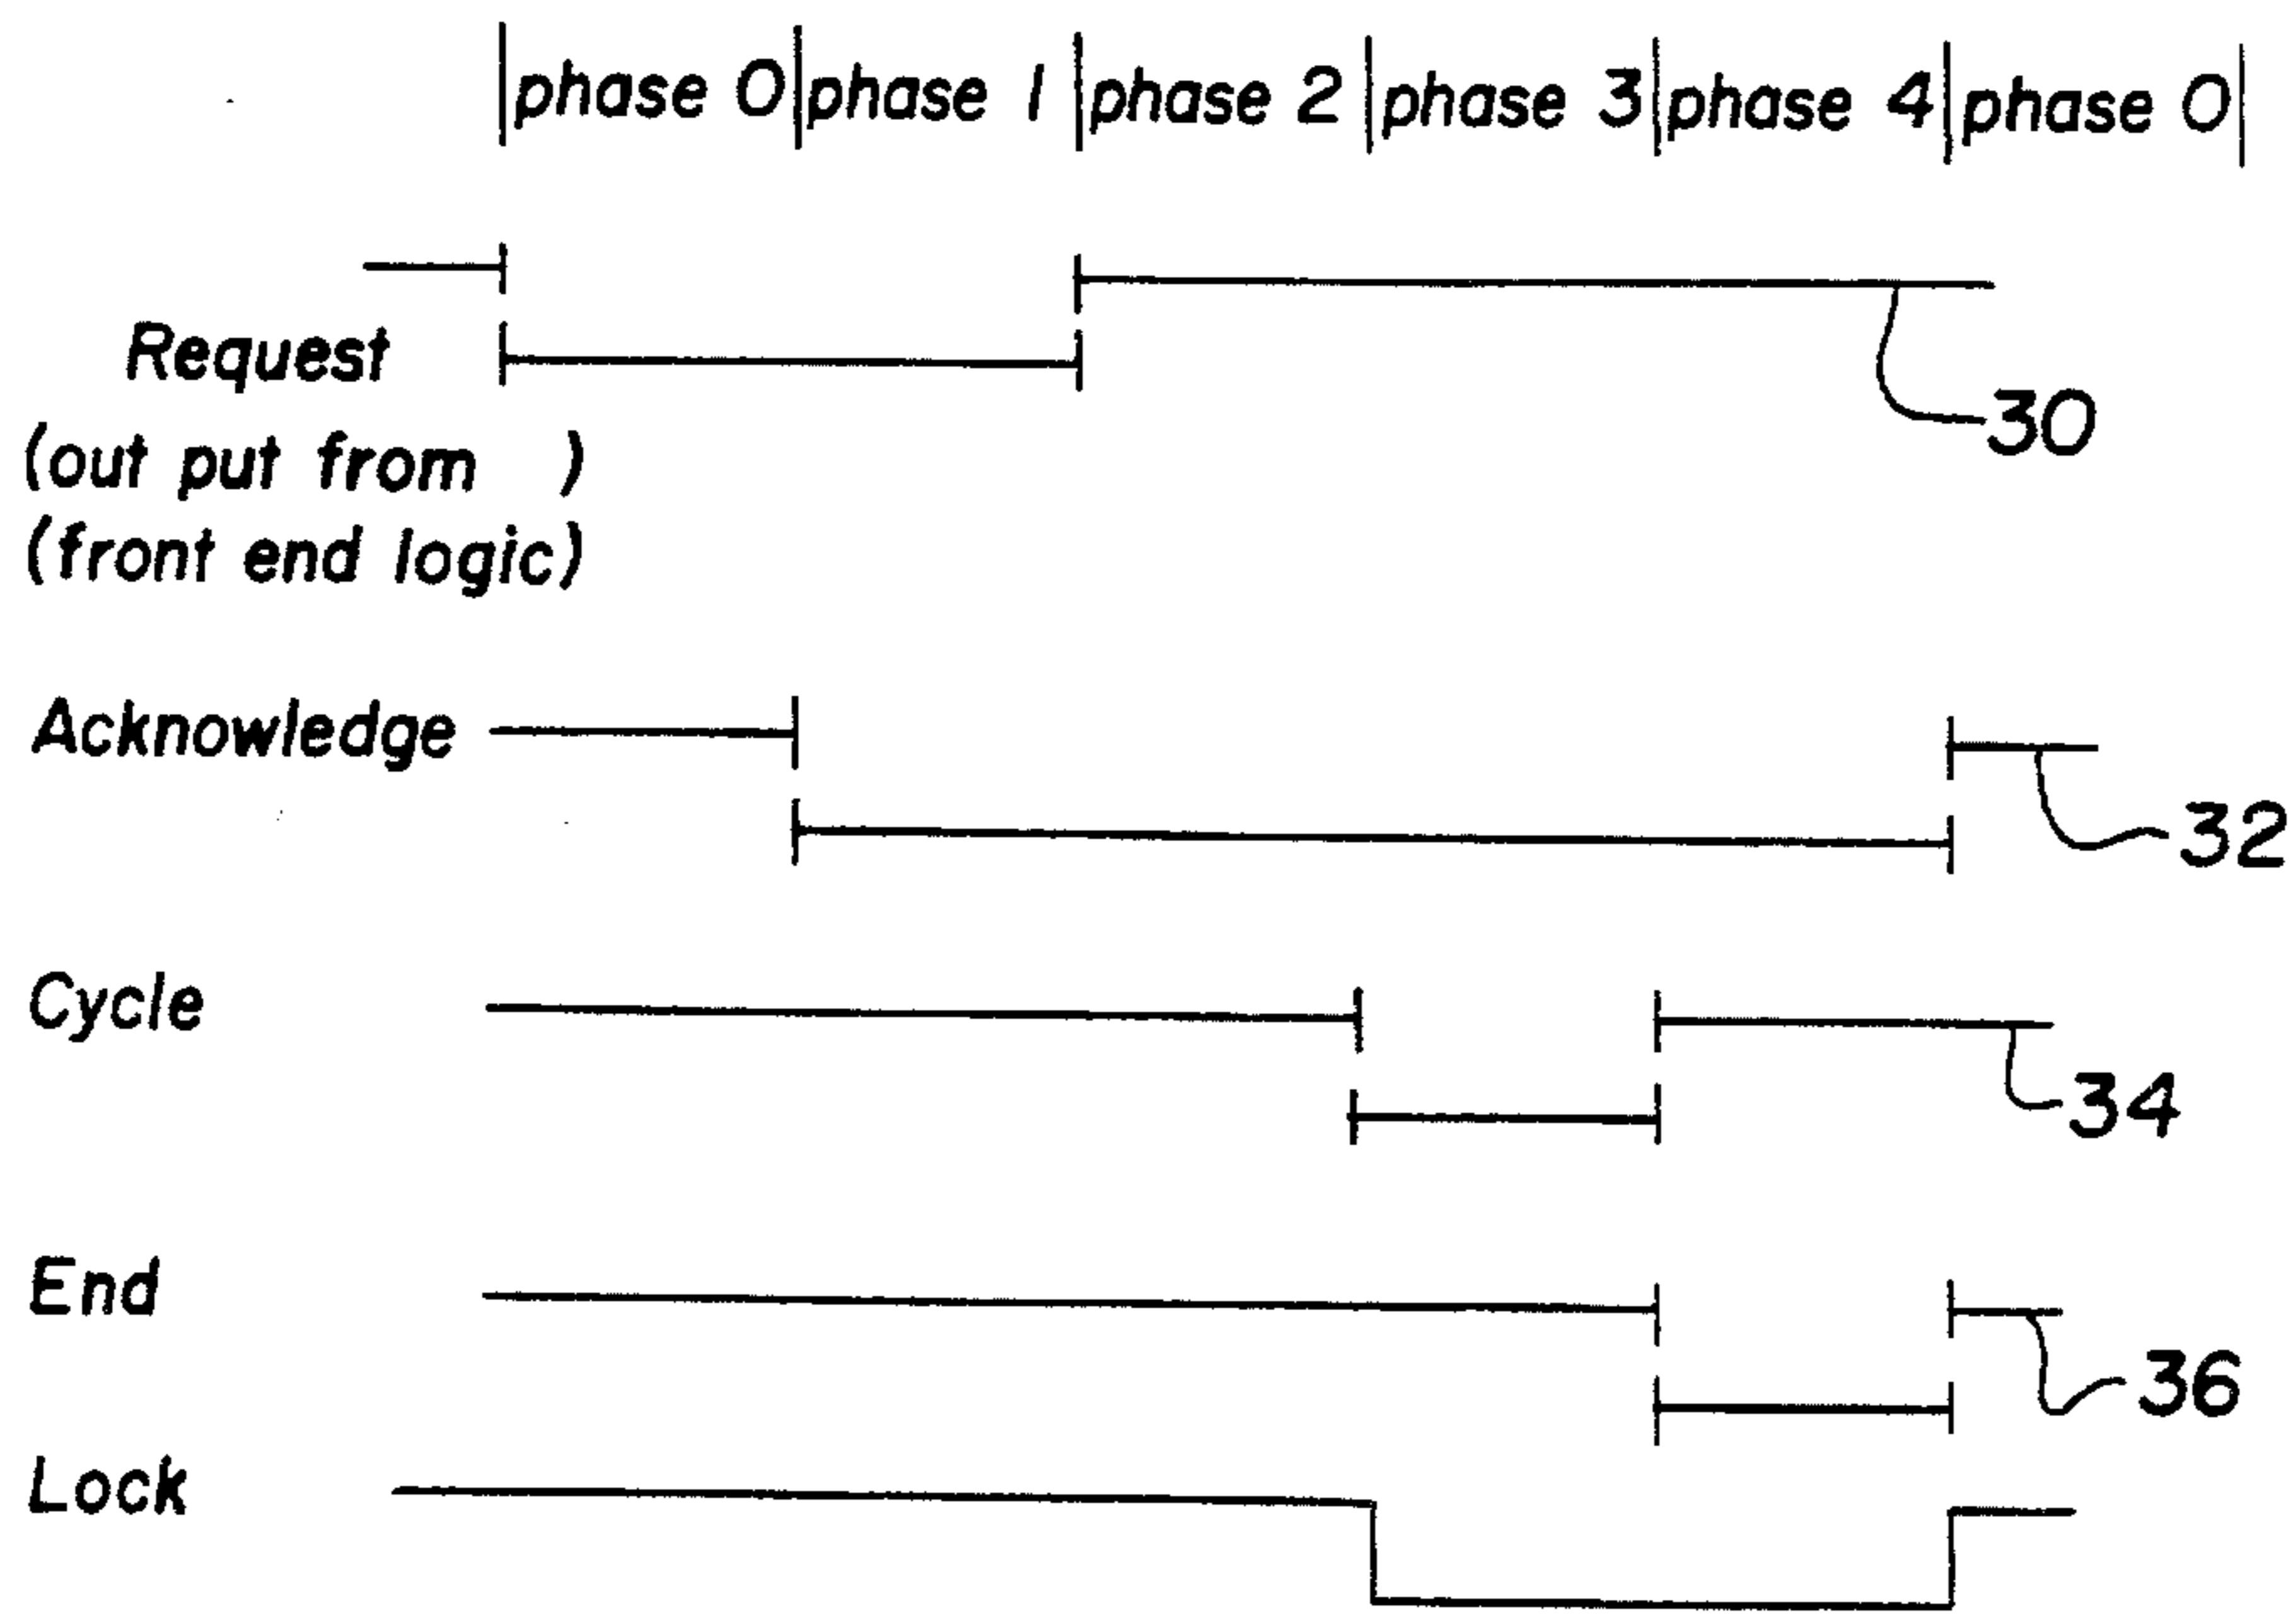 phase 0 phase 1 phase 2 phase 3 phase 4 phase 0
Request
30
(out put from )
(front end logic)
Acknowledge
32
Cycle
34
End
36
Lock